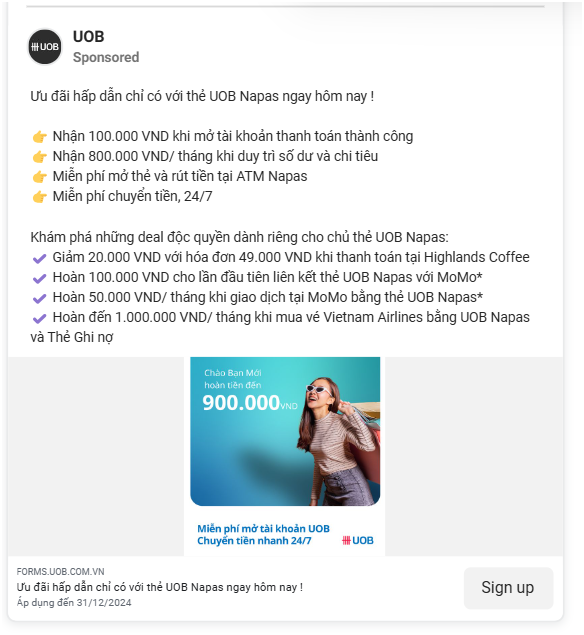 UOB
UOB
Sponsored
Ưu đãi hấp dẫn chỉ có với thẻ UOB Napas ngay hôm nay !
👉 Nhận 100.000 VND khi mở tài khoản thanh toán thành công
👉 Nhận 800.000 VND/ tháng khi duy trì số dư và chi tiêu
👉 Miễn phí mở thẻ và rút tiền tại ATM Napas
👉 Miễn phí chuyển tiền, 24/7
Khám phá những deal độc quyền dành riêng cho chủ thẻ UOB Napas:
✔ Giảm 20.000 VND với hóa đơn 49.000 VND khi thanh toán tại Highlands Coffee
✔ Hoàn 100.000 VND cho lần đầu tiên liên kết thẻ UOB Napas với MoMo*
✔ Hoàn 50.000 VND/ tháng khi giao dịch tại MoMo bằng thẻ UOB Napas*
✔ Hoàn đến 1.000.000 VND/ tháng khi mua vé Vietnam Airlines bằng UOB Napas
và Thẻ Ghi nợ
Chào Bạn Mới
hoàn tiền đến
900.000VND
Miễn phí mở tài khoản UOB
Chuyển tiền nhanh 24/7
UOB
FORMS.UOB.COM.VN
Ưu đãi hấp dẫn chỉ có với thẻ UOB Napas ngay hôm nay !
Áp dụng đến 31/12/2024
Sign up